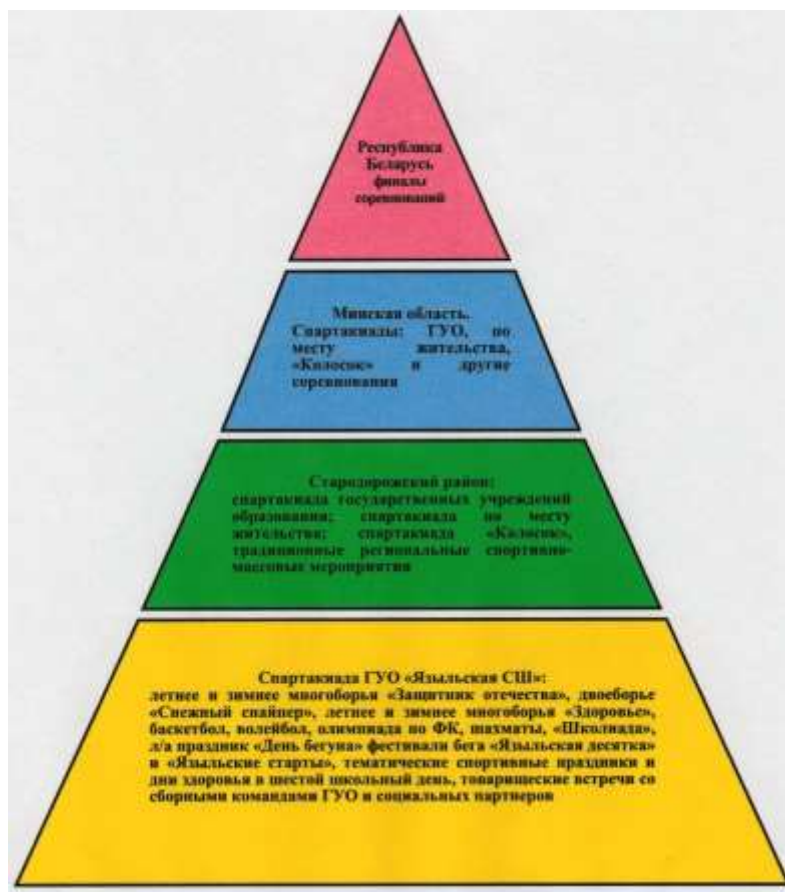 Республика
Беларусь
финалы
соревнований
Минская область.
Спартакиады: ГУО, по
месту жительства,
«Колосок» и другие
соревнования
Стародорожский район:
спартакиада государственных учреждений
образования; спартакиада по месту
жительства; спартакиада «Колосок»,
традиционные региональные спортивно-
массовых мероприятия
Спартакиада ГУО «Языльская СШ»:
летнее и зимнее многоборья «Защитник отечества», двоеборье
«Снежный снайпер», летнее и зимнее многоборья «Здоровье»,
баскетбол, волейбол, олимпиада по ФК, шахматы, «Школиада»,
л/а праздник «День бегуна» фестивали бега «Языльская десятка»
и «Языльские старты», тематические спортивные праздники и
дни здоровья в шестой школьный день, товарищеские встречи со
сборными командами ГУО и социальных партнеров